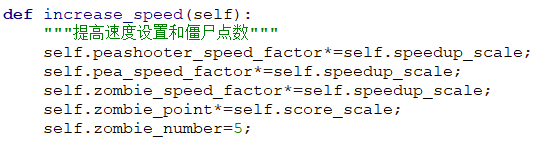 def increase_speed(self):
    """提高速度设置和僵尸点数"""
    self.peashooter_speed_factor*=self.speedup_scale;
    self.pea_speed_factor*=self.speedup_scale;
    self.zombie_speed_factor*=self.speedup_scale;
    self.zombie_point*=self.score_scale;
    self.zombie_number=5;